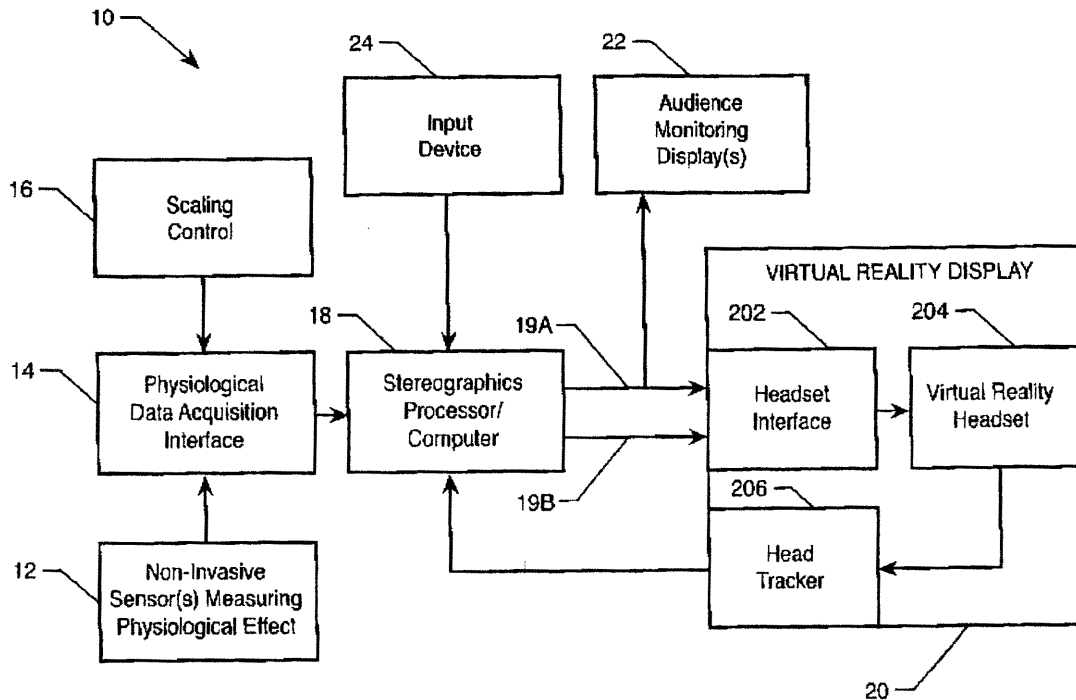 10
24
22
Input
Device
Audience
Monitoring
Display(s)
16
Scaling
Control
VIRTUAL REALITY DISPLAY
18
19A
202
204
14
Physiological
Data Acquisition
Interface
Stereographics
Processor/
Computer
Headset
Interface
Virtual Reality
Headset
19B
206
12
Non-Invasive
Sensor(s) Measuring
Physiological Effect
Head
Tracker
20